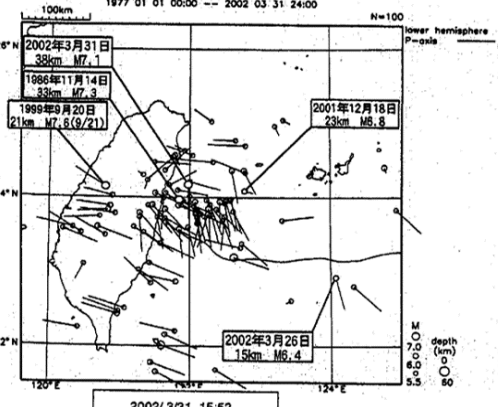 1977 01 01 00:00 -- 2002 03 31 24:00
100km
N=100
lower hemisphere
P-axis
6°N
2002年3月31日
38km M7.1
1986年11月14日
33km M7.3
1999年9月20日
21km M7.6(9/21)
2001年12月18日
23km M6.8
4°N
2002年3月26日
15km M6.4
2°N
M
7.0
6.0
5.5
depth
(km)
0
60
120°E
124°E
2002/3/31 15:52